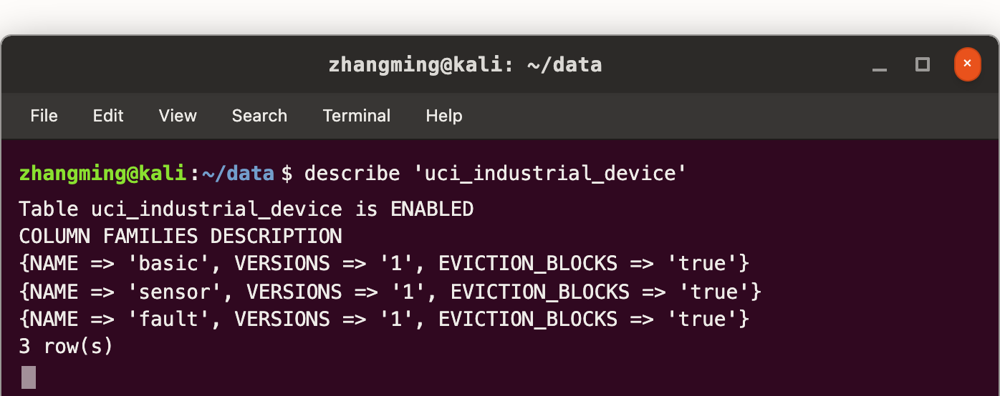 zhangming@kali: ~/data
File Edit View Search Terminal Help
zhangming@kali:~/data $ describe 'uci_industrial_device'
Table uci_industrial_device is ENABLED
COLUMN FAMILIES DESCRIPTION
{NAME => 'basic', VERSIONS => '1', EVICTION_BLOCKS => 'true'}
{NAME => 'sensor', VERSIONS => '1', EVICTION_BLOCKS => 'true'}
{NAME => 'fault', VERSIONS => '1', EVICTION_BLOCKS => 'true'}
3 row(s)